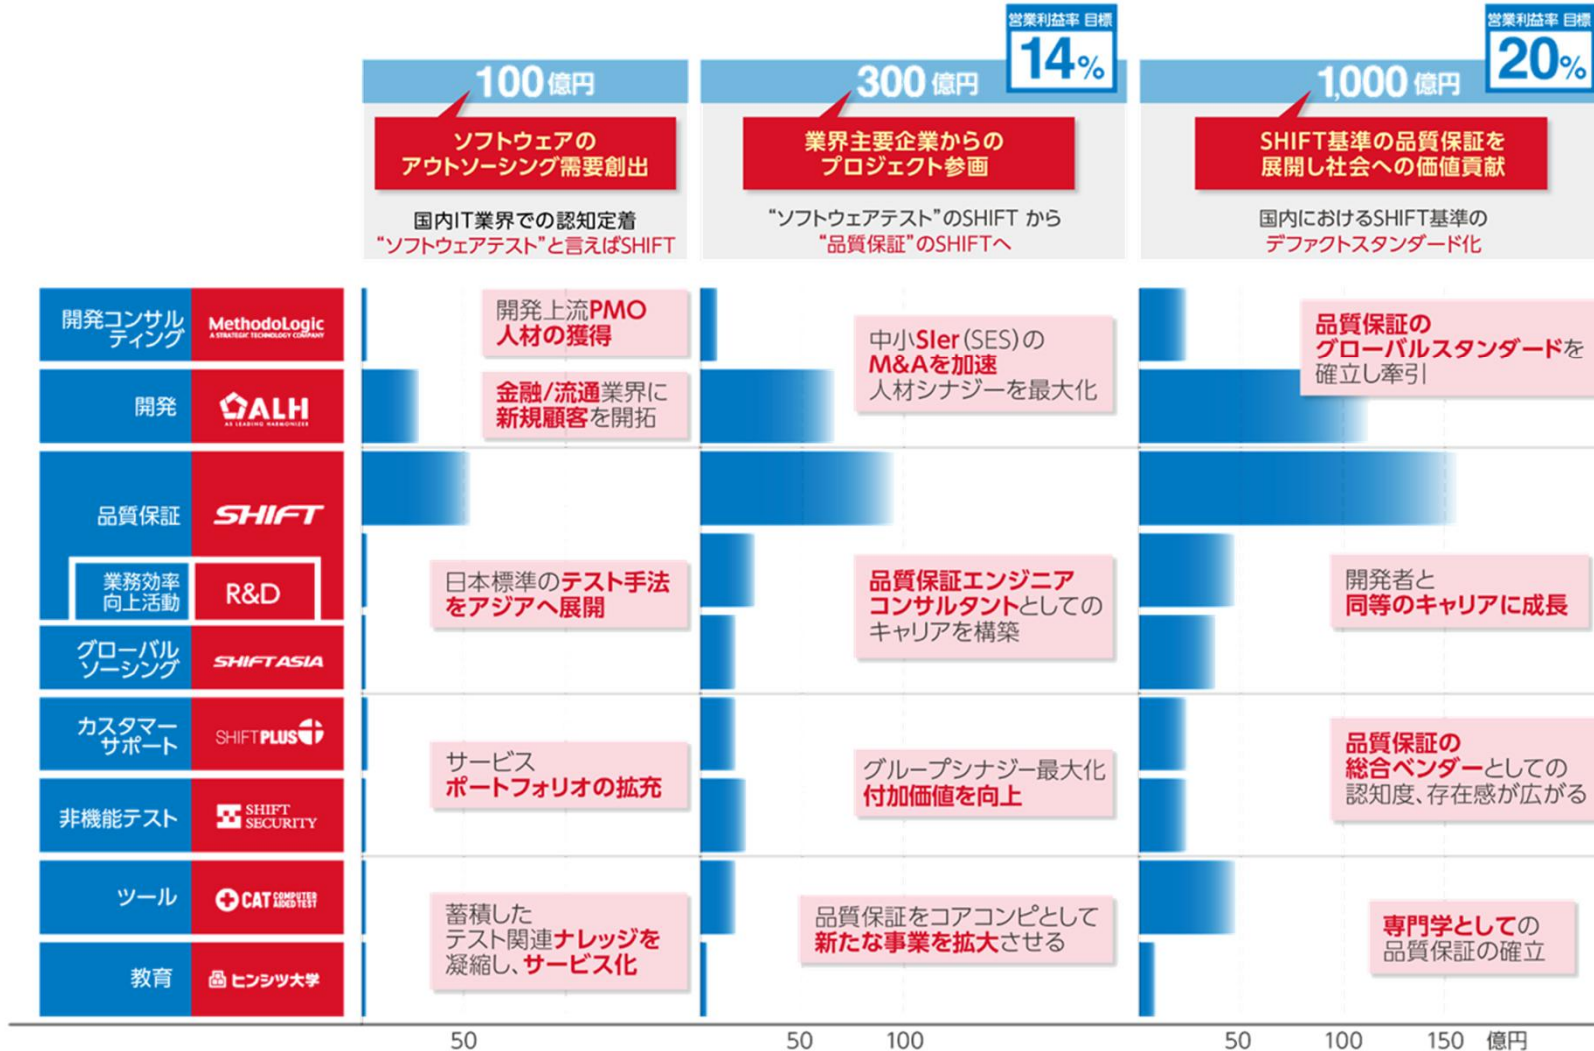 営業利益率 目標
14%
営業利益率 目標
20%
100億円
300億円
1,000億円
ソフトウェアの
アウトソーシング需要創出
業界主要企業からの
プロジェクト参画
SHIFT基準の品質保証を
展開し社会への価値貢献
国内IT業界での認知定着
“ソフトウェアテスト”と言えばSHIFT
“ソフトウェアテスト”のSHIFT から
“品質保証”のSHIFTへ
国内におけるSHIFT基準の
デファクトスタンダード化
開発コンサル
ティング
MethodoLogic
A STRATEGIC TECHNOLOGY COMPANY
開発上流PMO
人材の獲得
中小SIer(SES)の
M&Aを加速
人材シナジーを最大化
品質保証の
グローバルスタンダードを
確立し牽引
開発
ALH
AS LEADING HARMONIZER
金融/流通業界に
新規顧客を開拓
品質保証
SHIFT
業務効率
向上活動
R&D
日本標準のテスト手法
をアジアへ展開
品質保証エンジニア
コンサルタントとしての
キャリアを構築
開発者と
同等のキャリアに成長
グローバル
ソーシング
SHIFT ASIA
カスタマー
サポート
SHIFT PLUS
サービス
ポートフォリオの拡充
グループシナジー最大化
付加価値を向上
品質保証の
総合ベンダーとしての
認知度、存在感が広がる
非機能テスト
SHIFT
SECURITY
ツール
CAT COMPUTER
AIDED TEST
蓄積した
テスト関連ナレッジを
凝縮し、サービス化
品質保証をコアコンピとして
新たな事業を拡大させる
専門学としての
品質保証の確立
教育
ヒンシツ大学
50
50
100
50
100
150
億円